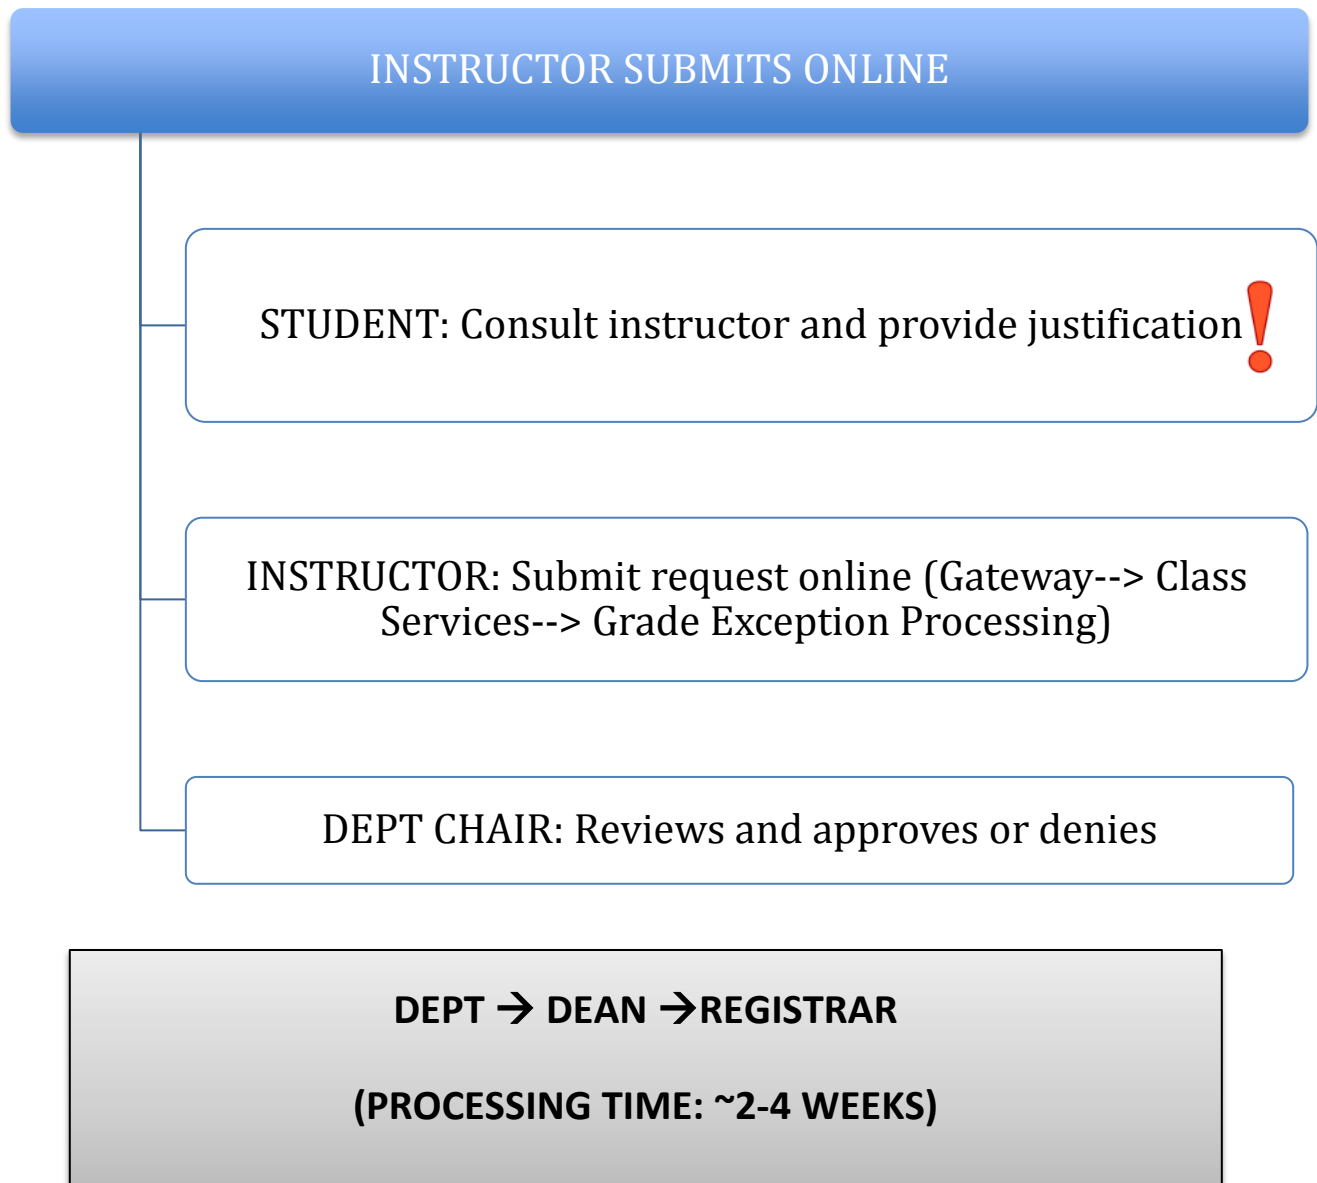 INSTRUCTOR SUBMITS ONLINE
STUDENT: Consult instructor and provide justification❗
INSTRUCTOR: Submit request online (Gateway--> Class
Services--> Grade Exception Processing)
DEPT CHAIR: Reviews and approves or denies
DEPT → DEAN →REGISTRAR
(PROCESSING TIME: ~2-4 WEEKS)